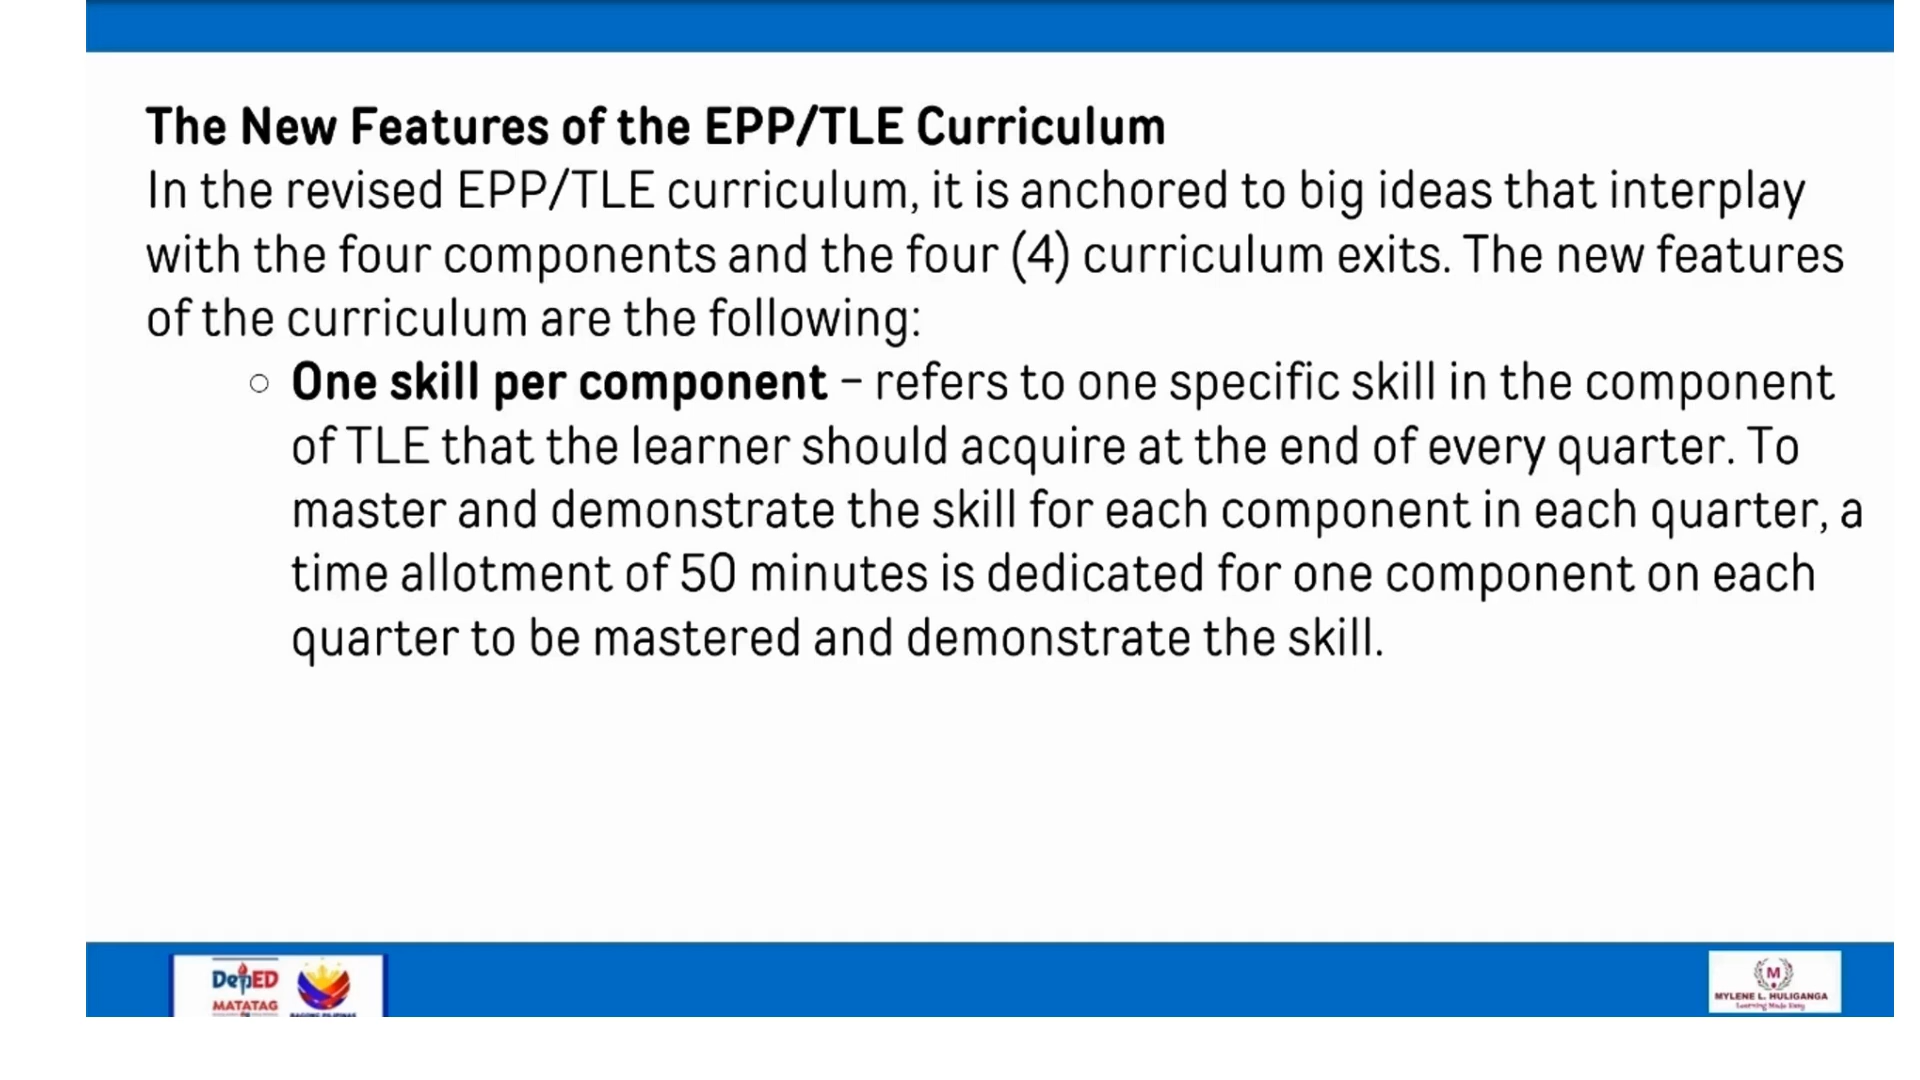 The New Features of the EPP/TLE Curriculum
In the revised EPP/TLE curriculum, it is anchored to big ideas that interplay
with the four components and the four (4) curriculum exits. The new features
of the curriculum are the following:
○ One skill per component – refers to one specific skill in the component
of TLE that the learner should acquire at the end of every quarter. To
master and demonstrate the skill for each component in each quarter, a
time allotment of 50 minutes is dedicated for one component on each
quarter to be mastered and demonstrate the skill.
DepED
MATATAG
BAGONG PILIPINAS
M
MYLENE L. HULIGANGA
Learning Made Easy